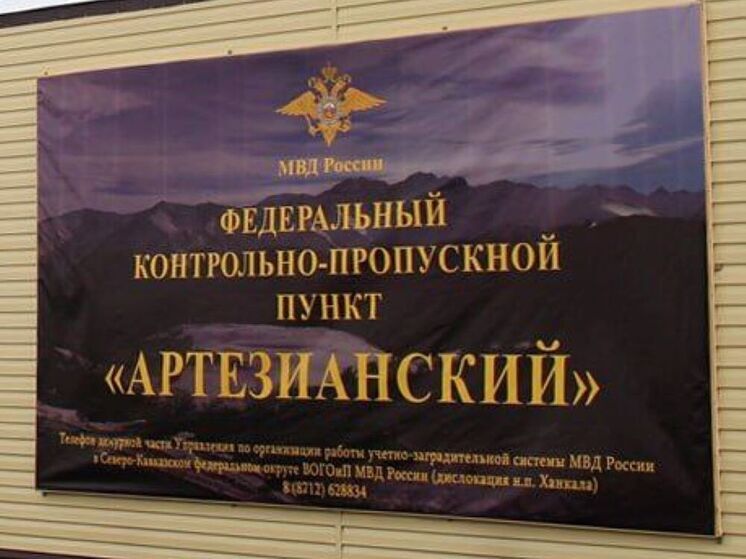 МВД России
ФЕДЕРАЛЬНЫЙ
КОНТРОЛЬНО-ПРОПУСКНОЙ
ПУНКТ
«АРТЕЗИАНСКИЙ»
Телефон дежурной части Управления по организации работы учетно-заградительной системы МВД России
в Северо-Кавказском федеральном округе ВОГОиП МВД России (дислокация н.п. Ханкала)
8 (8712) 628834